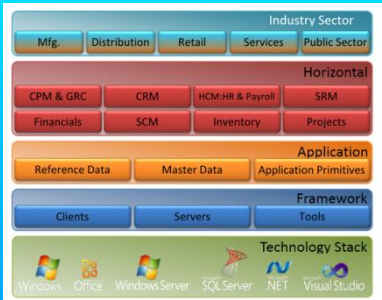 Industry Sector
Mfg. Distribution Retail Services Public Sector
Horizontal
CPM & GRC CRM HCM:HR & Payroll SRM
Financials SCM Inventory Projects
Application
Reference Data Master Data Application Primitives
Framework
Clients Servers Tools
Technology Stack
Windows Office Windows Server SQL Server .NET Visual Studio